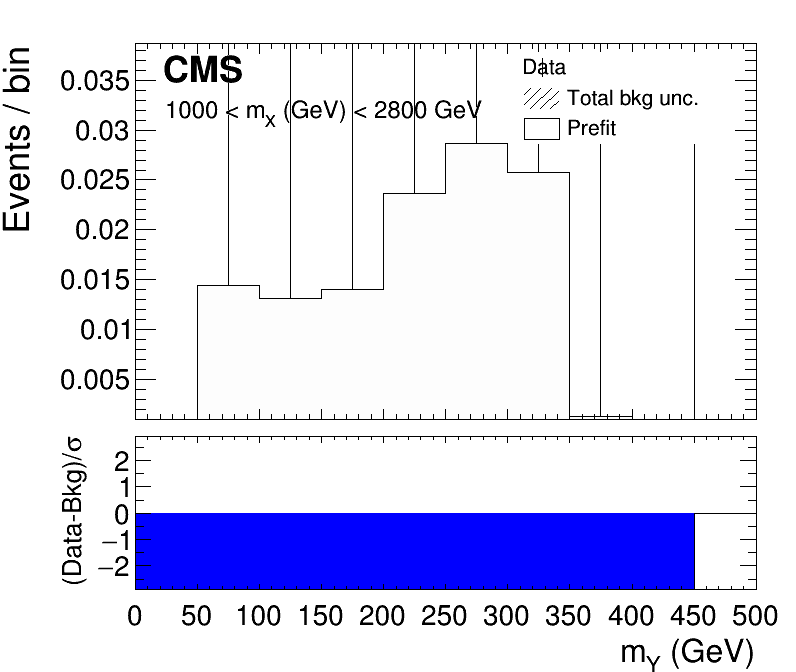 Events / bin
CMS
1000 < mX (GeV) < 2800 GeV
Data
Total bkg unc.
Prefit
0.035
0.03
0.025
0.02
0.015
0.01
0.005
(Data-Bkg)/σ
2
1
0
−1
−2
0 50 100 150 200 250 300 350 400 450 500
mY (GeV)